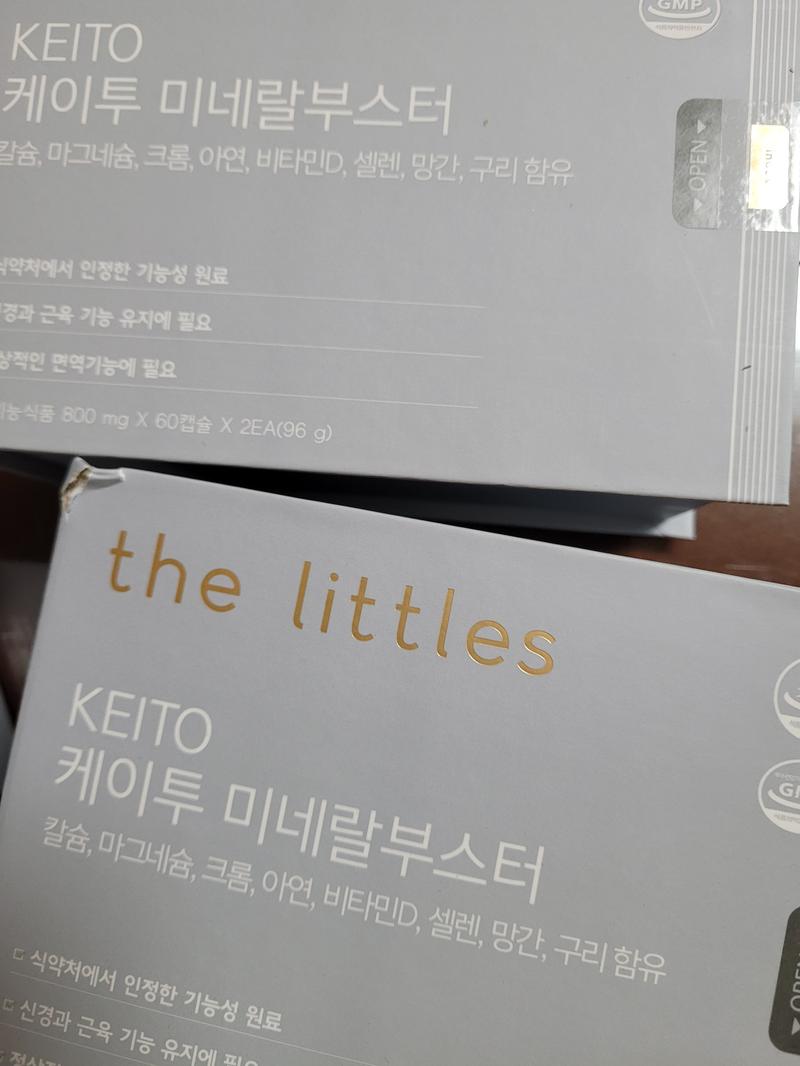 GMP
KEITO
케이투 미네랄부스터
칼슘, 마그네슘, 크롬, 아연, 비타민D, 셀렌, 망간, 구리 함유
OPEN
식약처에서 인정한 기능성 원료
신경과 근육 기능 유지에 필요
정상적인 면역기능에 필요
800 mg X 60캡슐 X 2EA(96 g)
the littles
KEITO
케이투 미네랄부스터
칼슘, 마그네슘, 크롬, 아연, 비타민D, 셀렌, 망간, 구리 함유
식약처에서 인정한 기능성 원료
신경과 근육 기능 유지에 필요
OPEN